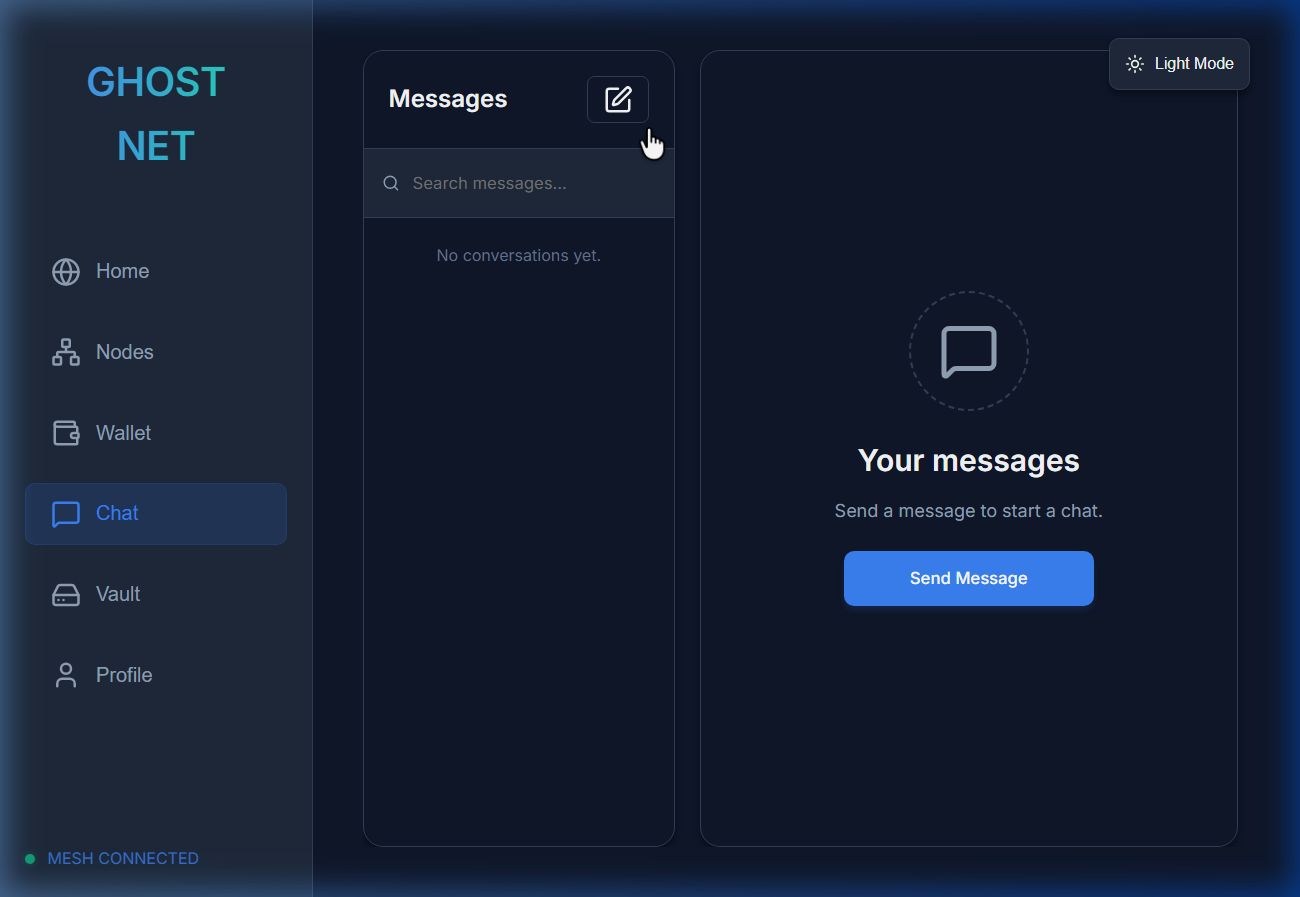 GHOST
NET
Home
Nodes
Wallet
Chat
Vault
Profile
MESH CONNECTED
Messages
Search messages...
No conversations yet.
Light Mode
Your messages
Send a message to start a chat.
Send Message